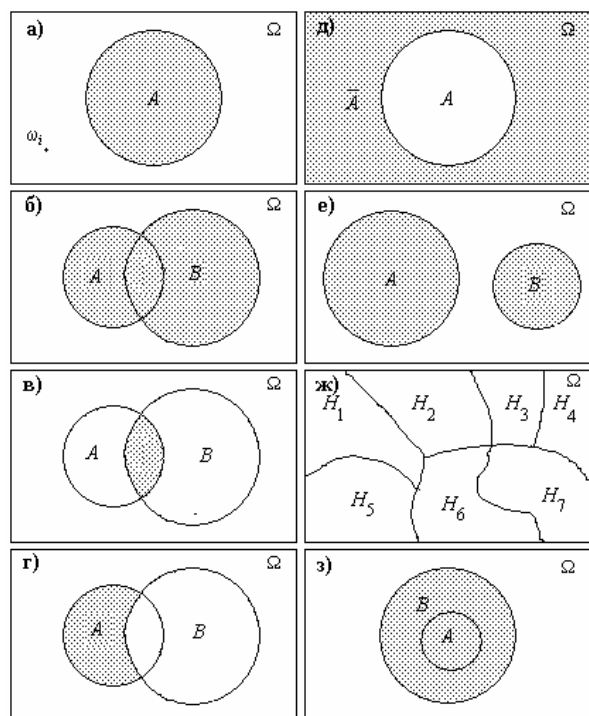 а) Ω
A
ωᵢ
б) Ω
A B
в) Ω
A B
г) Ω
A B
д) Ω
A̅ A
е) Ω
A B
ж) Ω
H₁ H₂ H₃ H₄
H₅ H₆ H₇
з) Ω
B
A